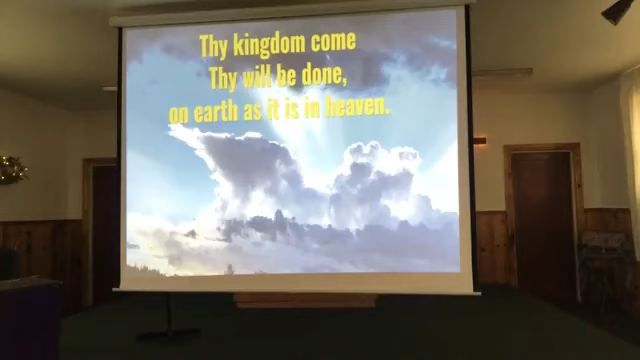 Thy kingdom come
Thy will be done,
on earth as it is in heaven.